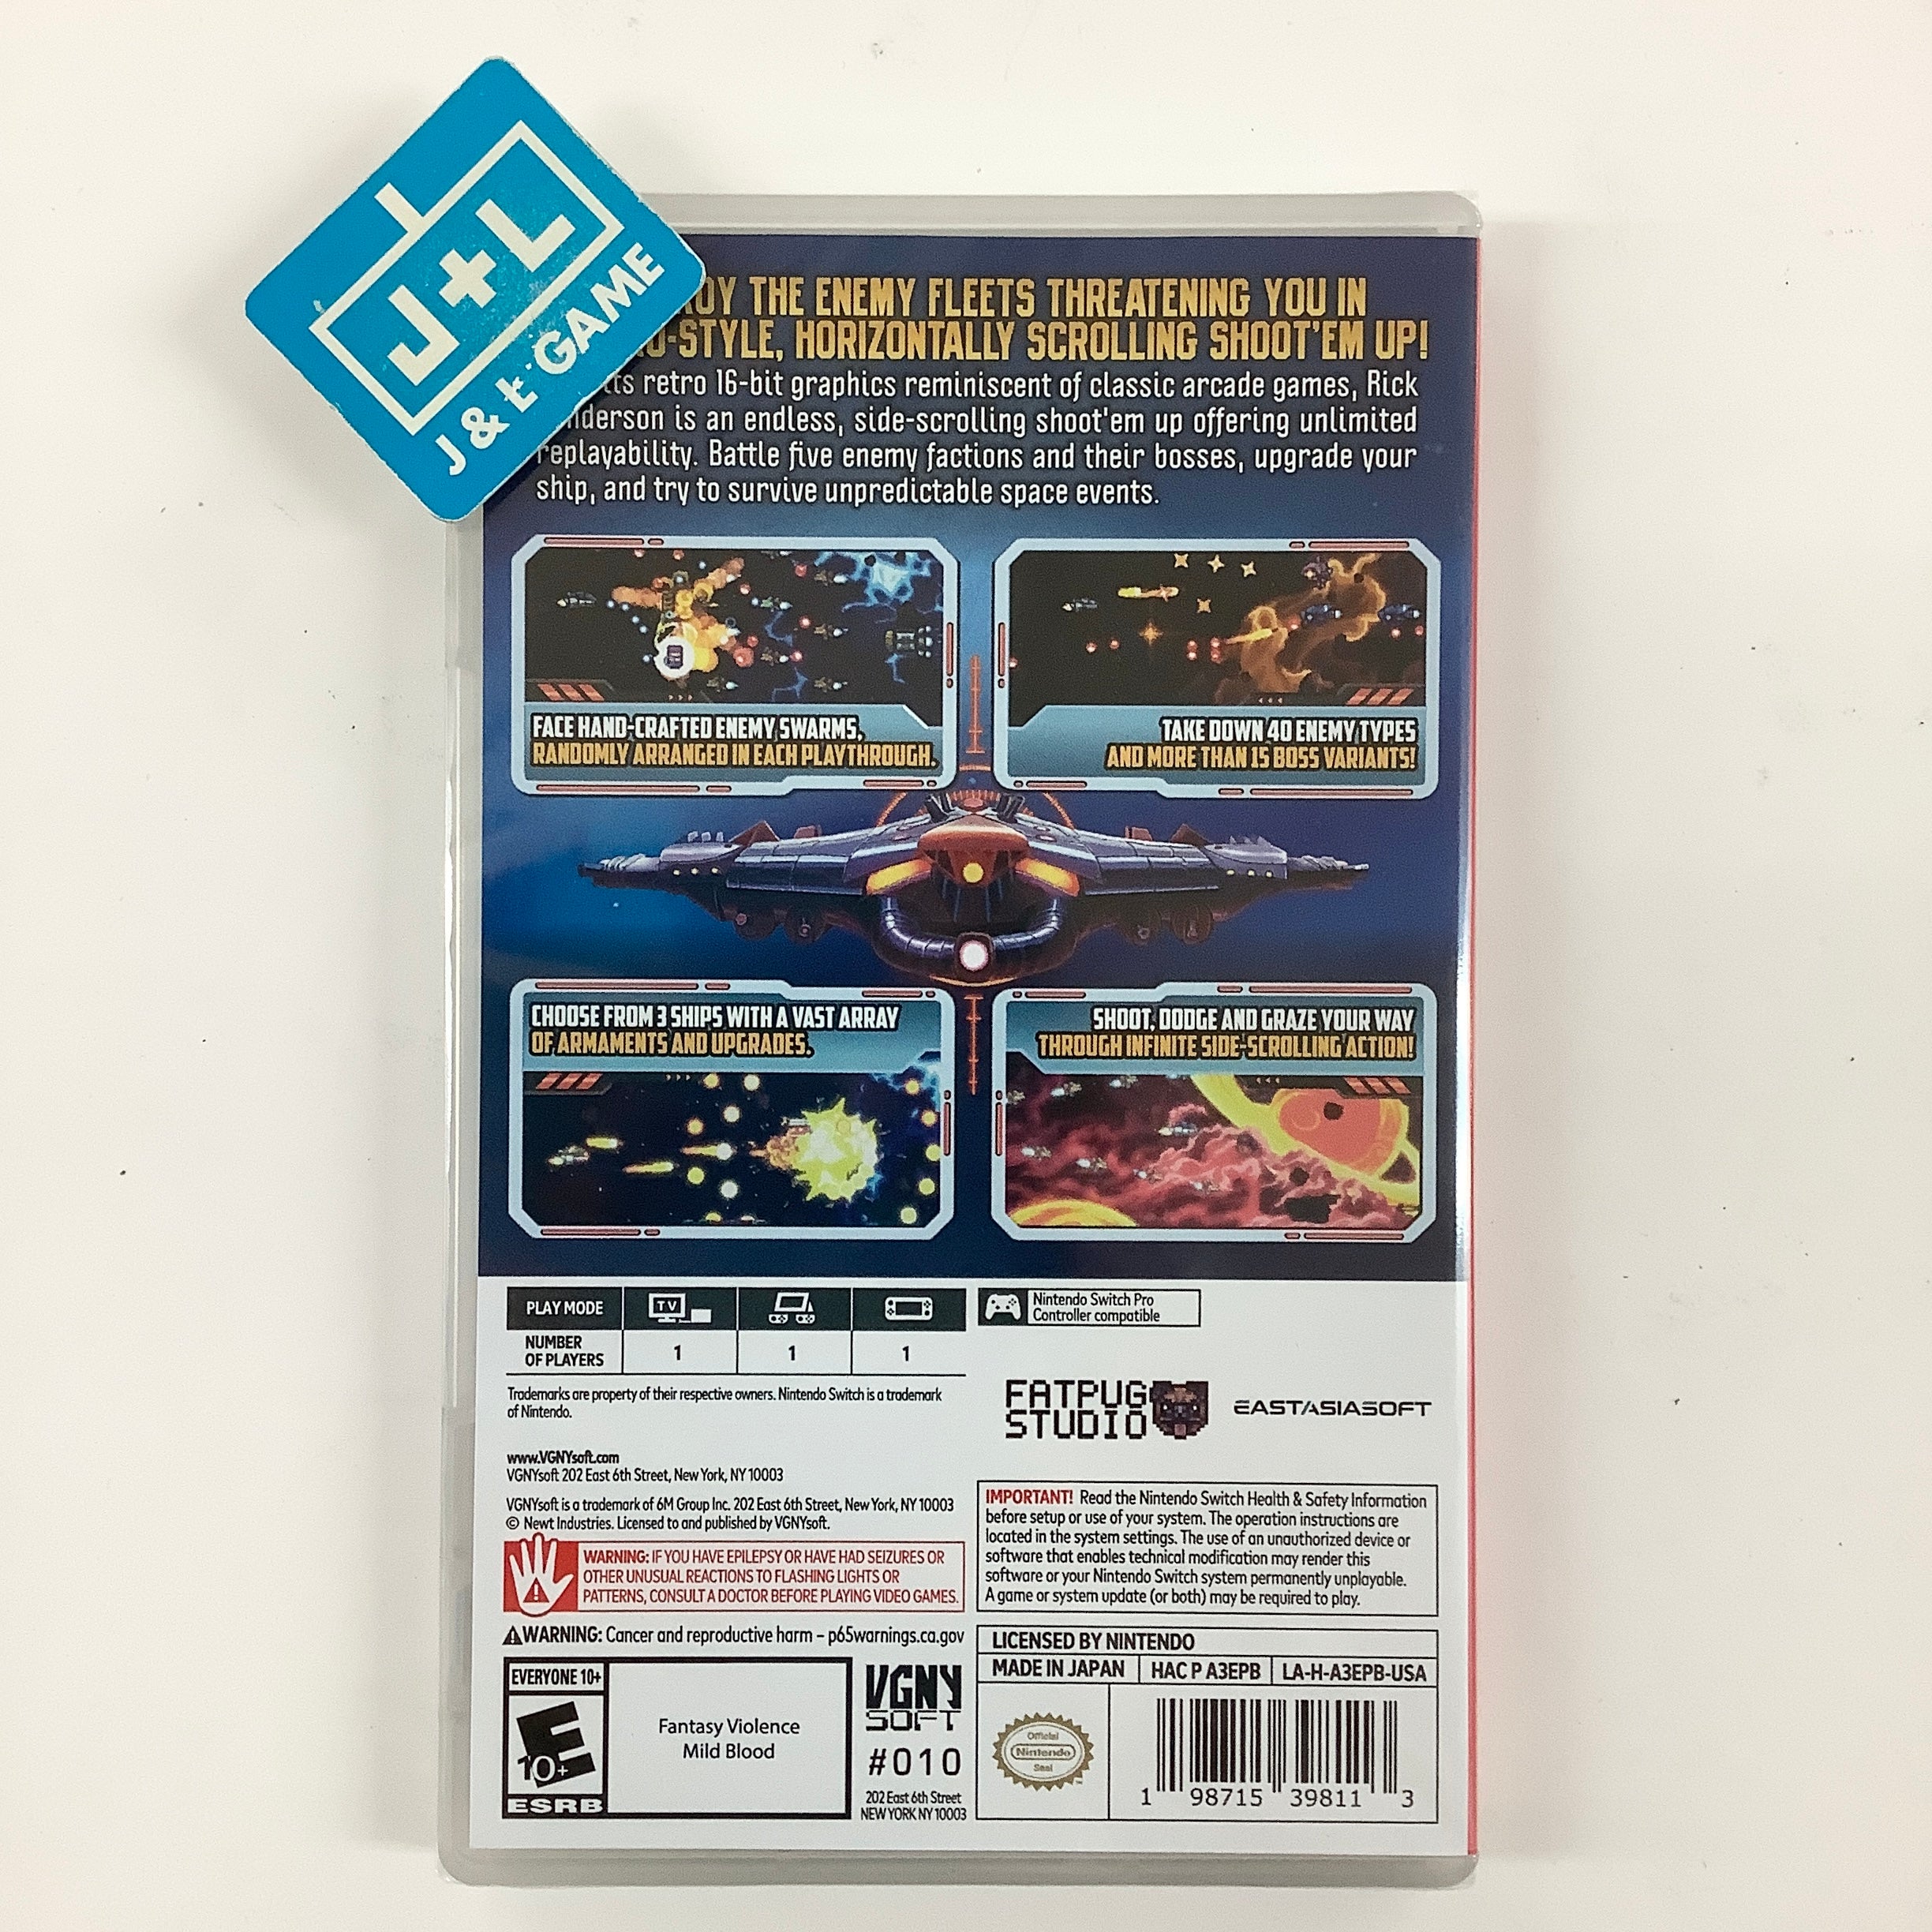 J+L
J & L GAME
THE ENEMY FLEETS THREATENING YOU IN
-STYLE, HORIZONTALLY SCROLLING SHOOT'EM UP!
retro 16-bit graphics reminiscent of classic arcade games, Rick
is an endless, side-scrolling shoot'em up offering unlimited
replayability. Battle five enemy factions and their bosses, upgrade your
ship, and try to survive unpredictable space events.
FACE HAND-CRAFTED ENEMY SWARMS,
RANDOMLY ARRANGED IN EACH PLAYTHROUGH.
TAKE DOWN 40 ENEMY TYPES
AND MORE THAN 15 BOSS VARIANTS!
CHOOSE FROM 3 SHIPS WITH A VAST ARRAY
OF ARMAMENTS AND UPGRADES.
SHOOT, DODGE AND GRAZE YOUR WAY
THROUGH INFINITE SIDE-SCROLLING ACTION!
PLAY MODE
TV
NUMBER
OF PLAYERS
1 1 1
Nintendo Switch Pro
Controller compatible
Trademarks are property of their respective owners. Nintendo Switch is a trademark
of Nintendo.
FATPUG
STUDIO
EASTASIASOFT
www.VGNYsoft.com
VGNYsoft 202 East 6th Street, New York, NY 10003
VGNYsoft is a trademark of 6M Group Inc. 202 East 6th Street, New York, NY 10003
© Newt Industries. Licensed to and published by VGNYsoft.
WARNING: IF YOU HAVE EPILEPSY OR HAVE HAD SEIZURES OR
OTHER UNUSUAL REACTIONS TO FLASHING LIGHTS OR
PATTERNS, CONSULT A DOCTOR BEFORE PLAYING VIDEO GAMES.
IMPORTANT! Read the Nintendo Switch Health & Safety Information
before setup or use of your system. The operation instructions are
located in the system settings. The use of an unauthorized device or
software that enables technical modification may render this
software or your Nintendo Switch system permanently unplayable.
A game or system update (or both) may be required to play.
WARNING: Cancer and reproductive harm – p65warnings.ca.gov
EVERYONE 10+
E
10+
ESRB
Fantasy Violence
Mild Blood
VGNY
SOFT
#010
202 East 6th Street
NEW YORK NY 10003
LICENSED BY NINTENDO
MADE IN JAPAN HAC P A3EPB LA-H-A3EPB-USA
Official
Nintendo
Seal
1 98715 39811 3